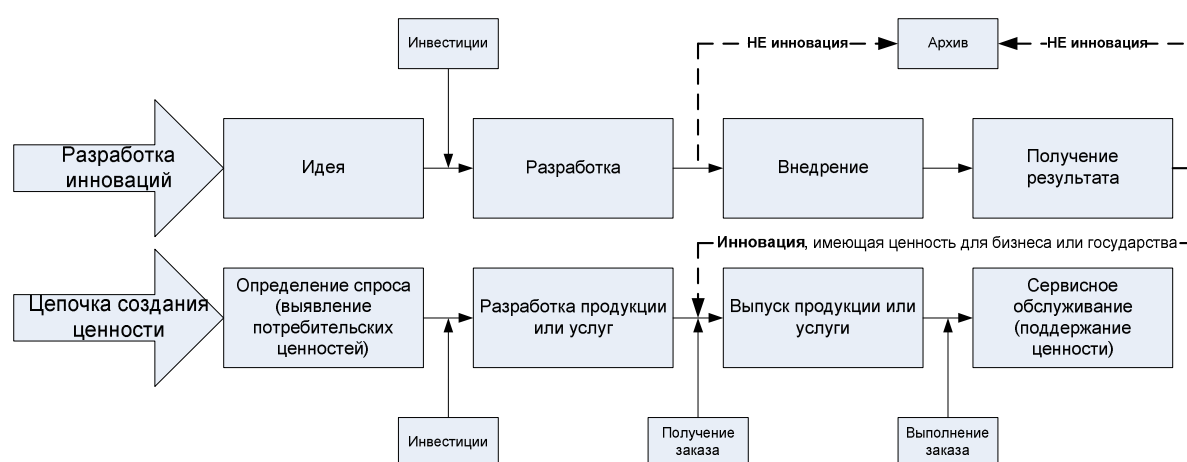 Инвестиции
НЕ инновация
Архив
НЕ инновация
Разработка
инноваций
Идея
Разработка
Внедрение
Получение
результата
Инновация, имеющая ценность для бизнеса или государства
Цепочка создания
ценности
Определение спроса
(выявление
потребительских
ценностей)
Разработка продукции
или услуг
Выпуск продукции или
услуги
Сервисное
обслуживание
(поддержание
ценности)
Инвестиции
Получение
заказа
Выполнение
заказа